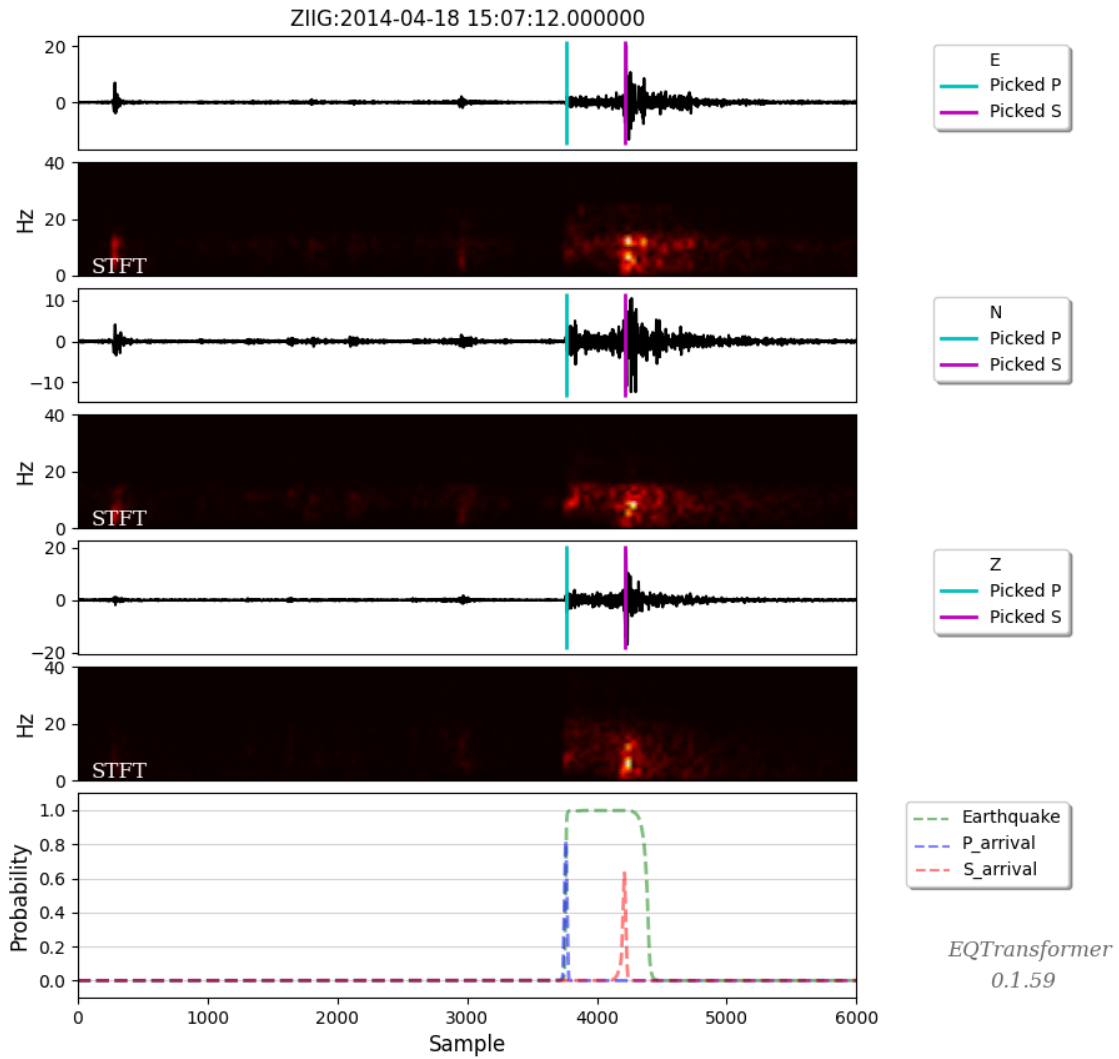 ZIIG:2014-04-18 15:07:12.000000
20
0
E
Picked P
Picked S
40
20
0
Hz
STFT
10
0
−10
N
Picked P
Picked S
40
20
0
Hz
STFT
20
0
−20
Z
Picked P
Picked S
40
20
0
Hz
STFT
1.0
0.8
0.6
0.4
0.2
0.0
Probability
Earthquake
P_arrival
S_arrival
EQTransformer
0.1.59
0 1000 2000 3000 4000 5000 6000
Sample